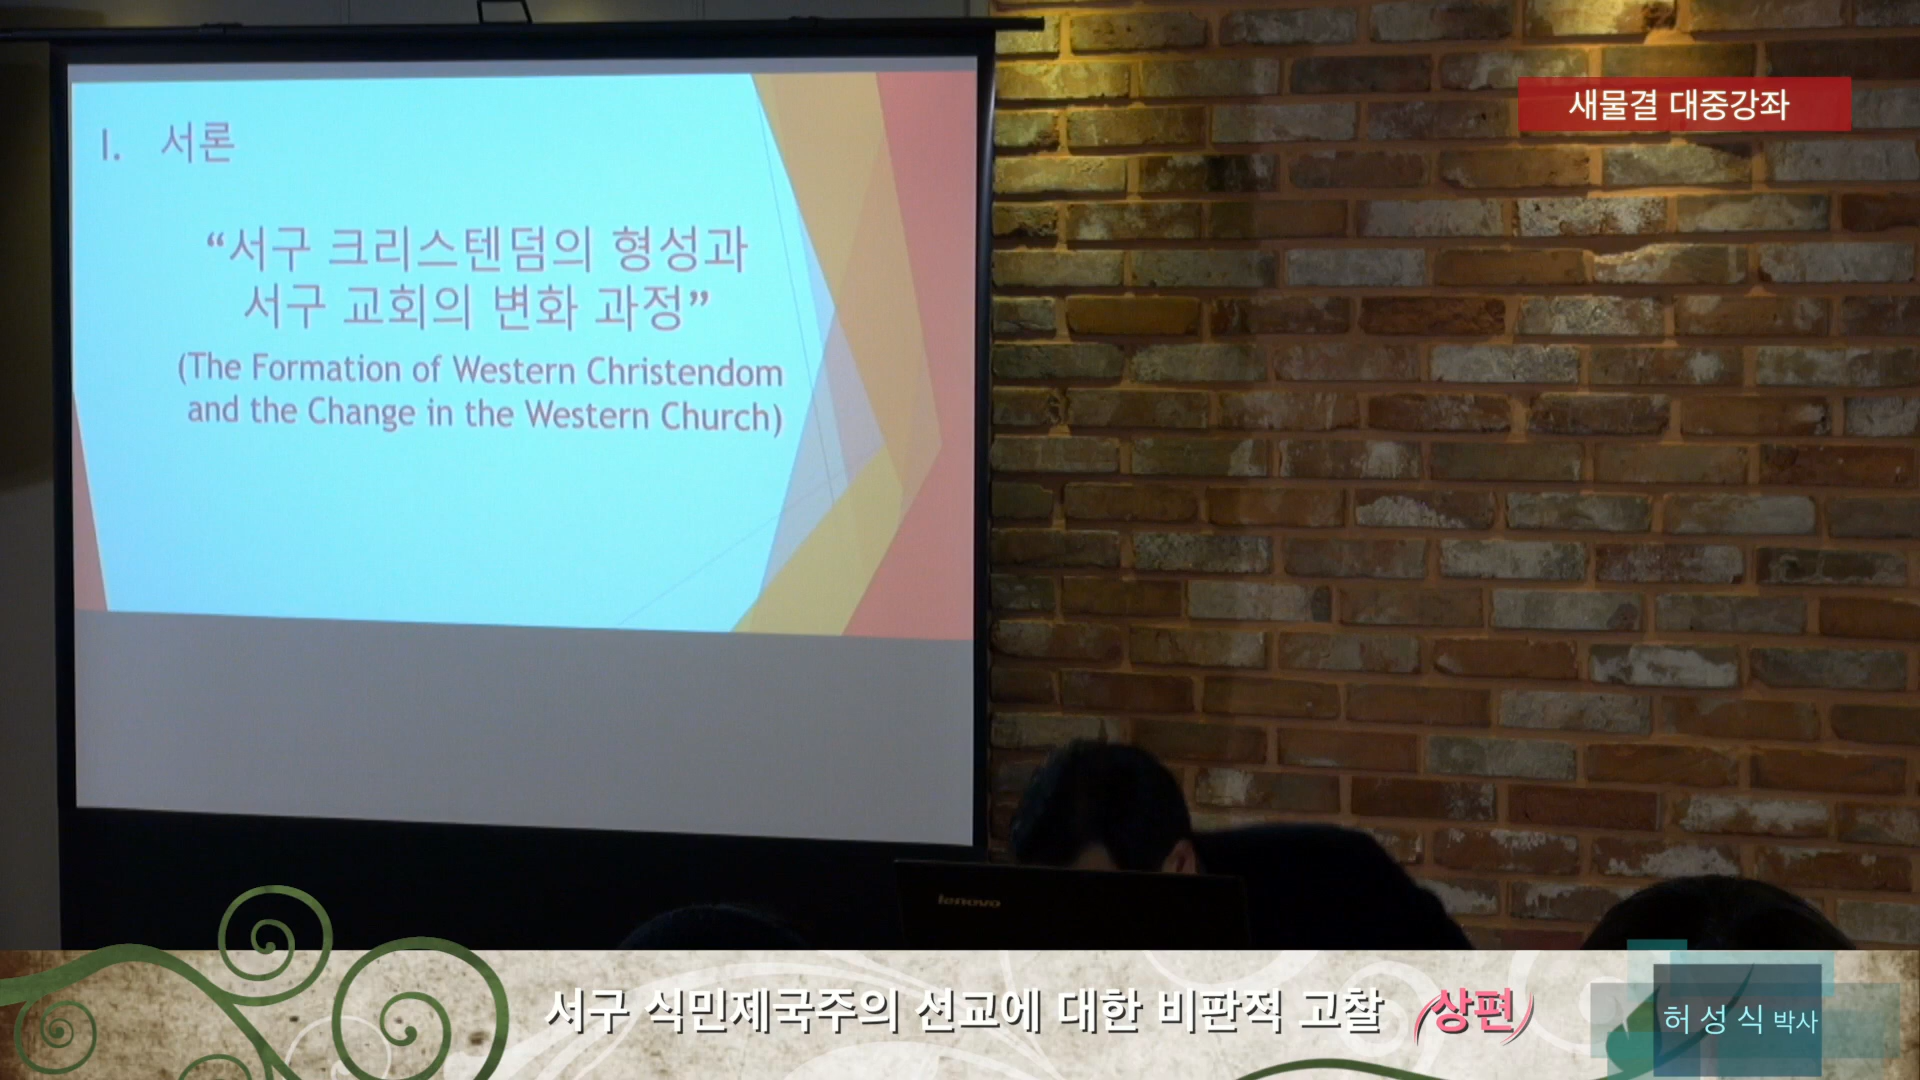 새물결 대중강좌
I. 서론
“서구 크리스텐덤의 형성과
서구 교회의 변화 과정”
(The Formation of Western Christendom
and the Change in the Western Church)
lenovo
서구 식민제국주의 선교에 대한 비판적 고찰 (상편)
허성식 박사